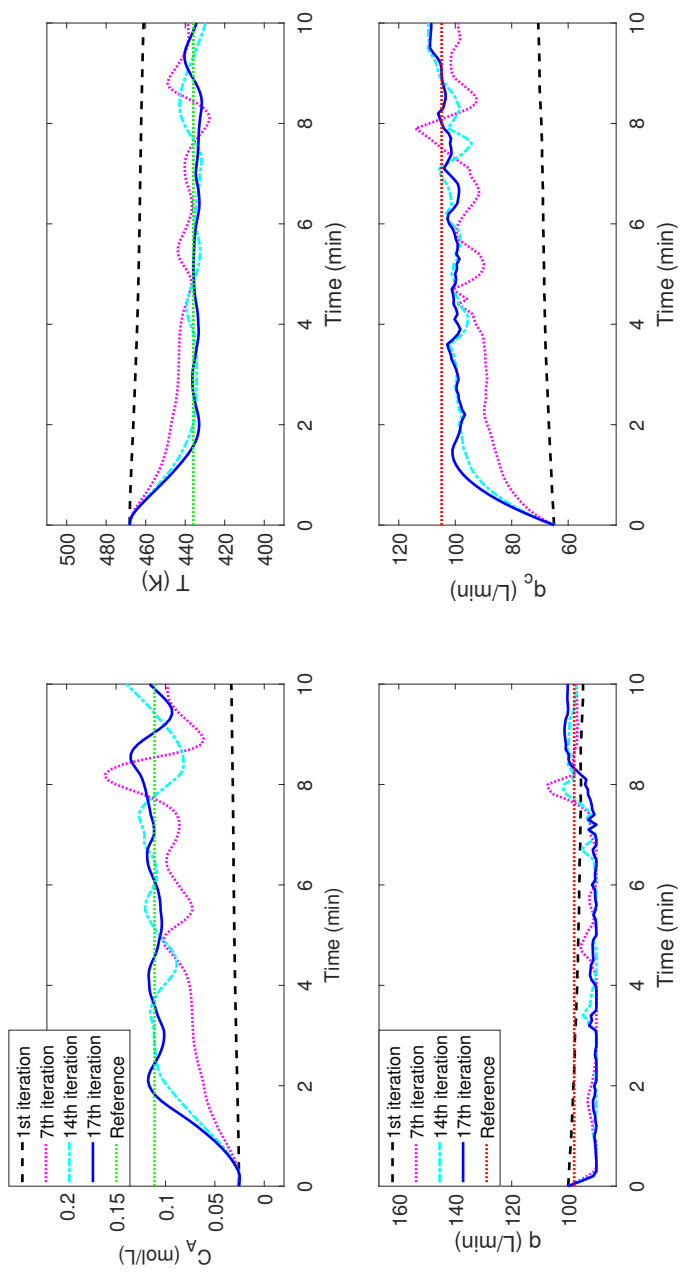 1st iteration
7th iteration
14th iteration
17th iteration
Reference
0.2
0.15
0.1
0.05
0
C_A (mol/L)
0 2 4 6 8 10
Time (min)
500
480
460
440
420
400
T (K)
0 2 4 6 8 10
Time (min)
1st iteration
7th iteration
14th iteration
17th iteration
Reference
160
140
120
100
q (L/min)
0 2 4 6 8 10
Time (min)
120
100
80
60
q_c (L/min)
0 2 4 6 8 10
Time (min)